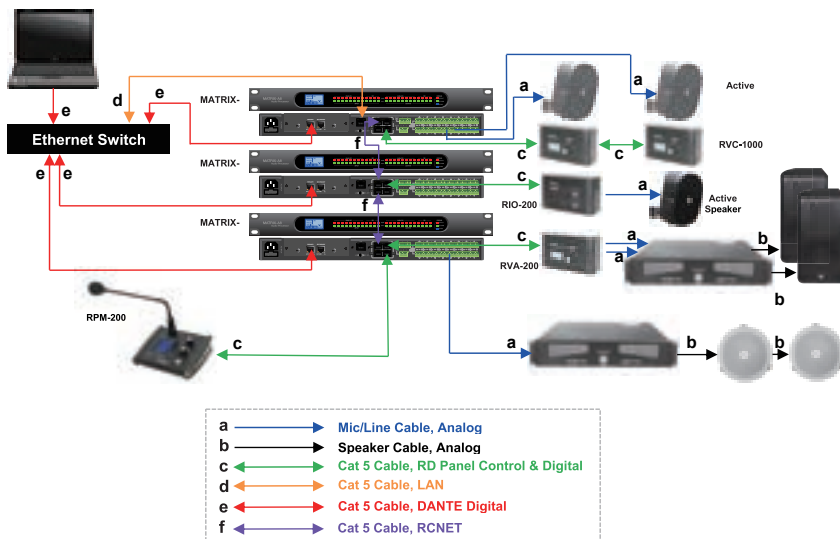 e
d
e
Ethernet Switch
e
e
MATRIX-
f
MATRIX-
f
MATRIX-
a
a
Active
c
c
RVC-1000
c
RIO-200
a
Active
Speaker
c
RVA-200
a
a
b
b
RPM-200
c
a
b
b
a Mic/Line Cable, Analog
b Speaker Cable, Analog
c Cat 5 Cable, RD Panel Control & Digital
d Cat 5 Cable, LAN
e Cat 5 Cable, DANTE Digital
f Cat 5 Cable, RCNET